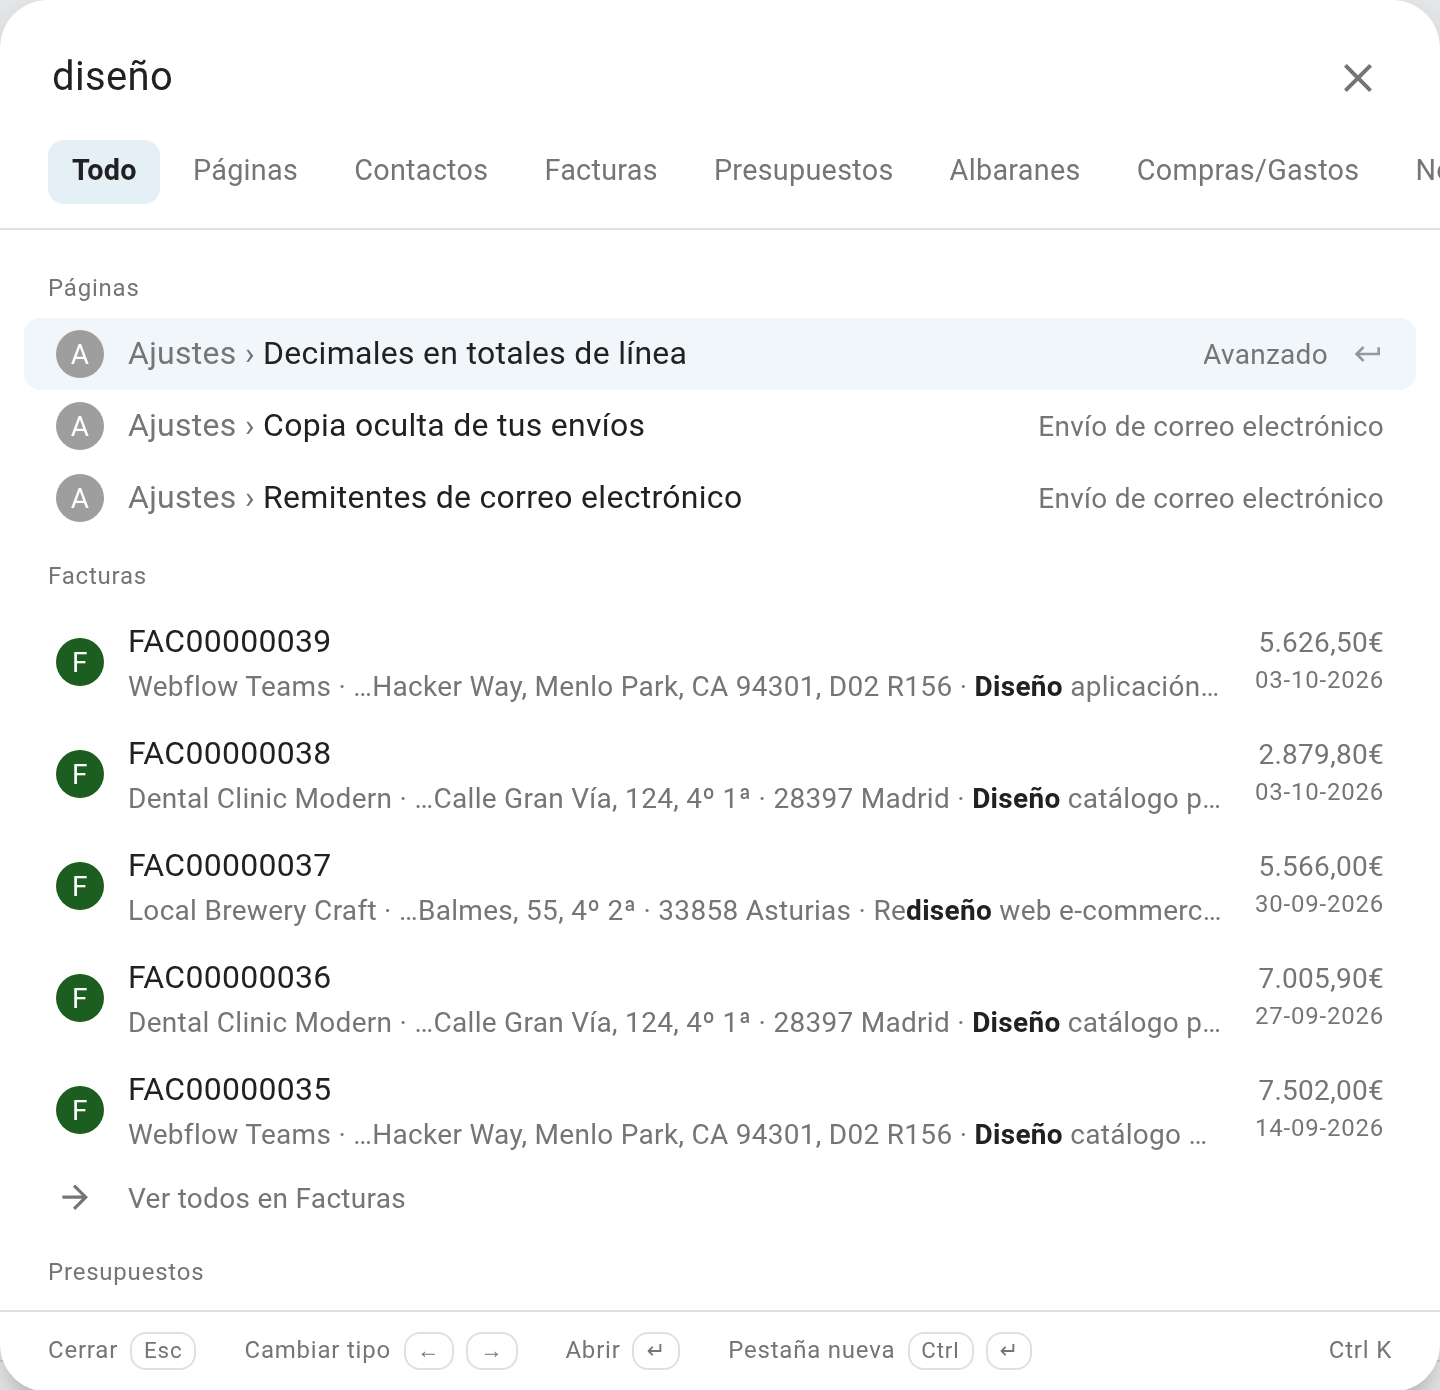 diseño
Todo Páginas Contactos Facturas Presupuestos Albaranes Compras/Gastos
Páginas
A Ajustes › Decimales en totales de línea Avanzado ↵
A Ajustes › Copia oculta de tus envíos Envío de correo electrónico
A Ajustes › Remitentes de correo electrónico Envío de correo electrónico
Facturas
FAC00000039 5.626,50€
F Webflow Teams · …Hacker Way, Menlo Park, CA 94301, D02 R156 · Diseño aplicación… 03-10-2026
FAC00000038 2.879,80€
F Dental Clinic Modern · …Calle Gran Vía, 124, 4º 1ª · 28397 Madrid · Diseño catálogo p… 03-10-2026
FAC00000037 5.566,00€
F Local Brewery Craft · …Balmes, 55, 4º 2ª · 33858 Asturias · Rediseño web e-commerc… 30-09-2026
FAC00000036 7.005,90€
F Dental Clinic Modern · …Calle Gran Vía, 124, 4º 1ª · 28397 Madrid · Diseño catálogo p… 27-09-2026
FAC00000035 7.502,00€
F Webflow Teams · …Hacker Way, Menlo Park, CA 94301, D02 R156 · Diseño catálogo … 14-09-2026
→ Ver todos en Facturas
Presupuestos
Cerrar Esc Cambiar tipo ← → Abrir ↵ Pestaña nueva Ctrl ↵ Ctrl K